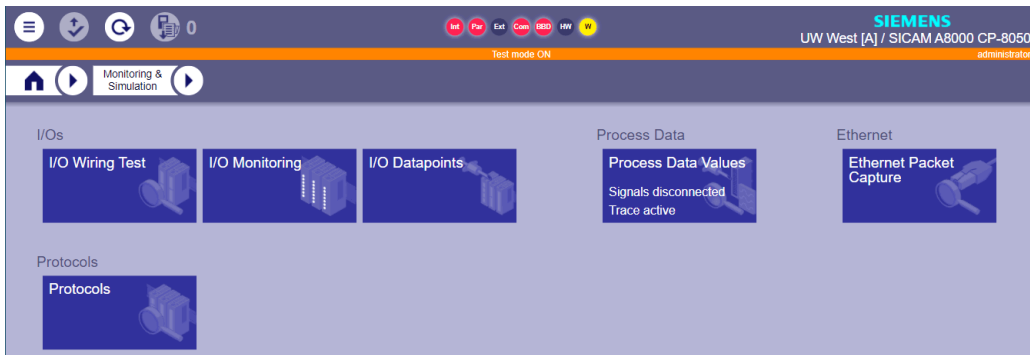 0
Int Par Ext Com BBD HW W
SIEMENS
UW West [A] / SICAM A8000 CP-8050
Test mode ON
administrator
Monitoring &
Simulation
I/Os
Process Data
Ethernet
I/O Wiring Test
I/O Monitoring
I/O Datapoints
Process Data Values
Signals disconnected
Trace active
Ethernet Packet
Capture
Protocols
Protocols